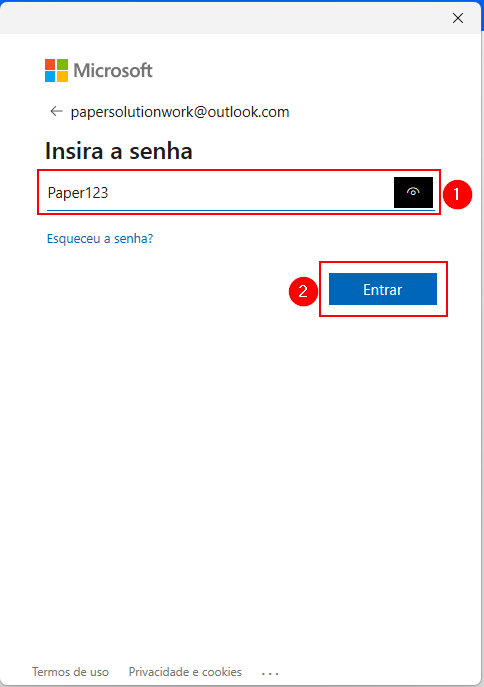 Microsoft
papersolutionwork@outlook.com
Insira a senha
Paper123
1
Esqueceu a senha?
2
Entrar
Termos de uso Privacidade e cookies ...